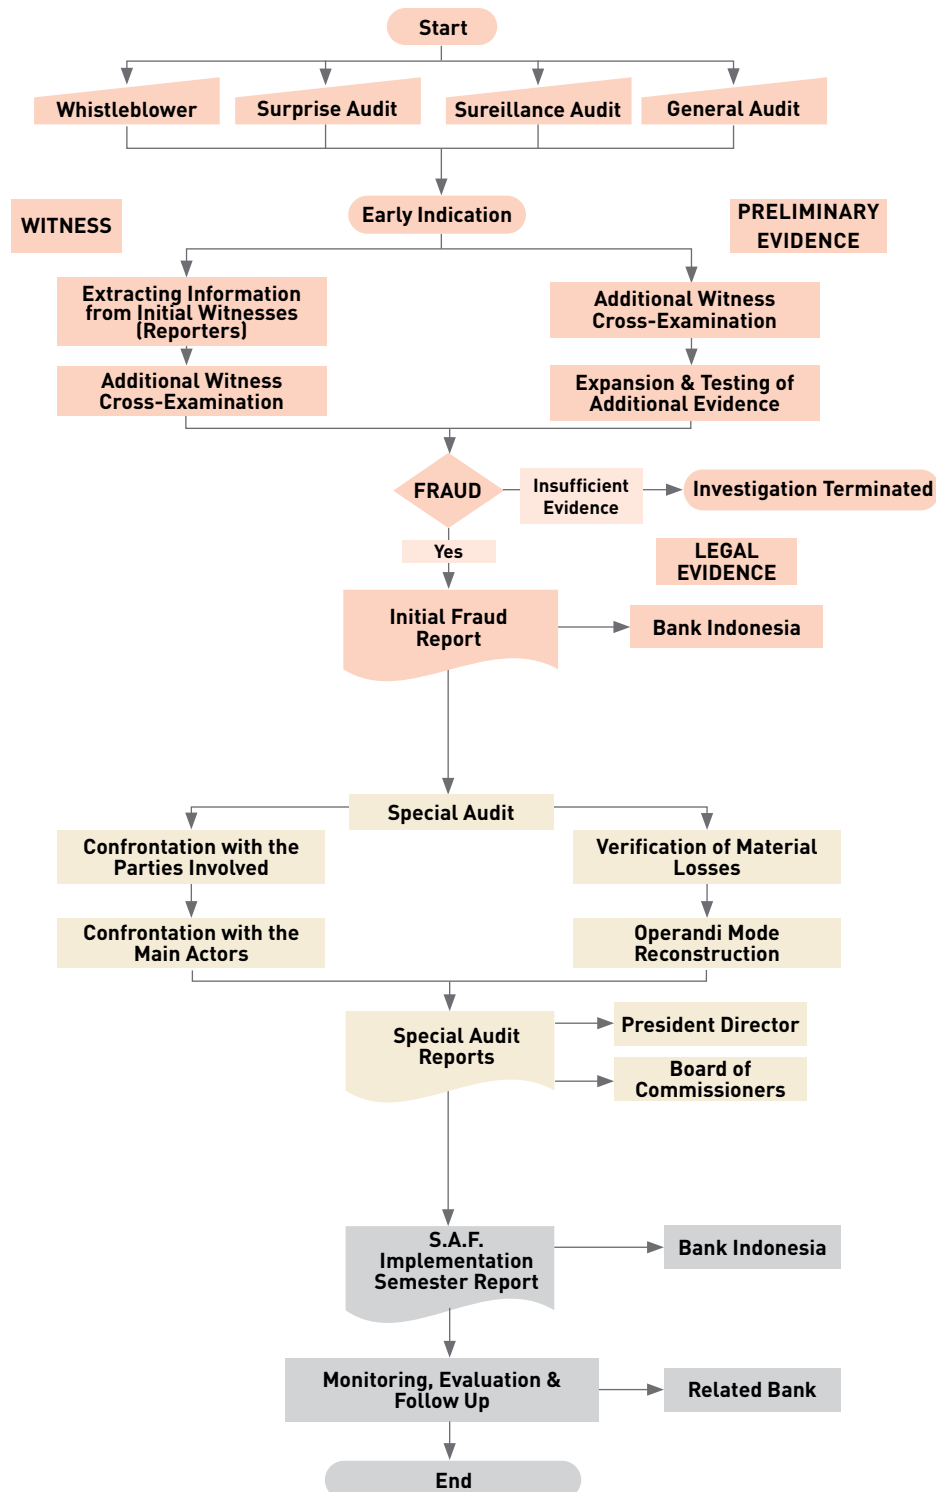 Start
Whistleblower
Surprise Audit
Sureillance Audit
General Audit
WITNESS
Early Indication
PRELIMINARY
EVIDENCE
Extracting Information
from Initial Witnesses
(Reporters)
Additional Witness
Cross-Examination
Additional Witness
Cross-Examination
Expansion & Testing of
Additional Evidence
FRAUD
Insufficient
Evidence
Investigation Terminated
Yes
LEGAL
EVIDENCE
Initial Fraud
Report
Bank Indonesia
Special Audit
Confrontation with the
Parties Involved
Verification of Material
Losses
Confrontation with the
Main Actors
Operandi Mode
Reconstruction
Special Audit
Reports
President Director
Board of
Commissioners
S.A.F.
Implementation
Semester Report
Bank Indonesia
Monitoring, Evaluation &
Follow Up
Related Bank
End